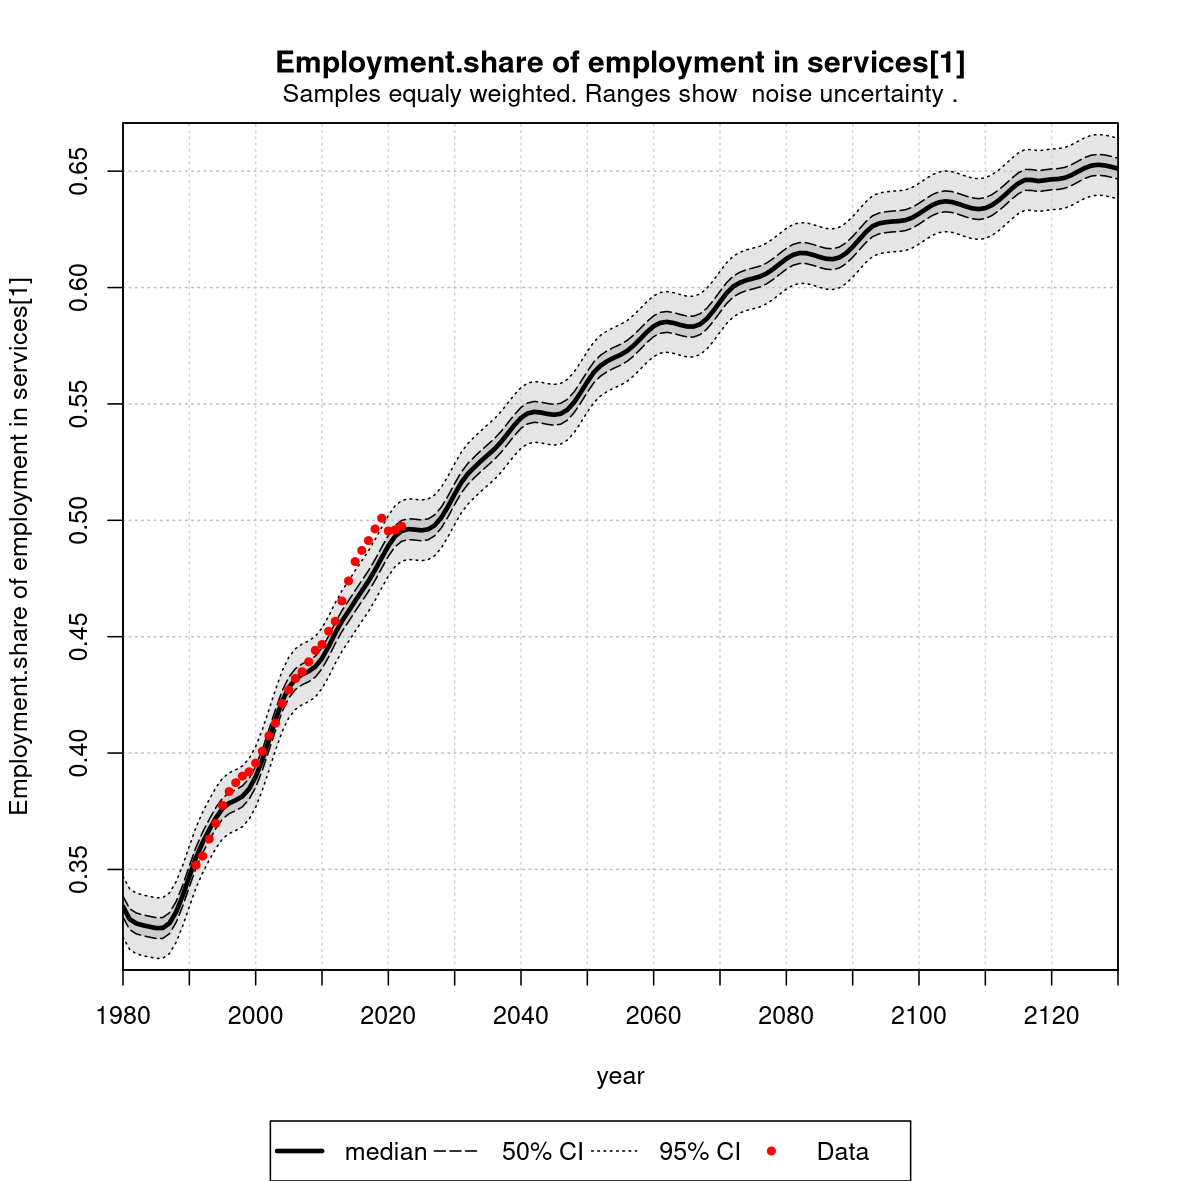 Employment.share of employment in services[1]
Samples equaly weighted. Ranges show  noise uncertainty .
Employment.share of employment in services[1]
0.65
0.60
0.55
0.50
0.45
0.40
0.35
1980 2000 2020 2040 2060 2080 2100 2120
year
median 50% CI 95% CI Data